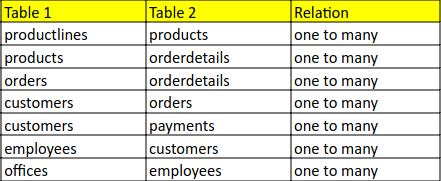 Table 1 Table 2 Relation
productlines products one to many
products orderdetails one to many
orders orderdetails one to many
customers orders one to many
customers payments one to many
employees customers one to many
offices employees one to many